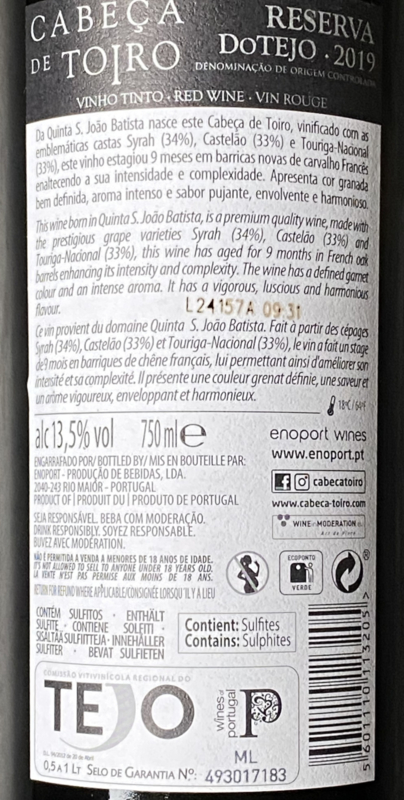 CABEÇA
DE TOIRO
RESERVA
DOTEJO · 2019
DENOMINAÇÃO DE ORIGEM CONTROLADA
VINHO TINTO · RED WINE · VIN ROUGE
Da Quinta S. João Batista nasce este Cabeça de Toiro, vinificado com as
emblemáticas castas Syrah (34%), Castelão (33%) e Touriga-Nacional
(33%), este vinho estagiou 9 meses em barricas novas de carvalho Francês
enaltecendo a sua intensidade e complexidade. Apresenta cor granada
bem definida, aroma intenso e sabor pujante, envolvente e harmonioso.
This wine born in Quinta S. João Batista, is a premium quality wine, made with
the prestigious grape varieties Syrah (34%), Castelão (33%) and
Touriga-Nacional (33%), this wine has aged for 9 months in French oak
barrels enhancing its intensity and complexity. The wine has a defined garnet
colour and an intense aroma. It has a vigorous, luscious and harmonious
flavour.
L24157A 09:31
Ce vin provient du domaine Quinta S. João Batista. Fait à partir des cépages
Syrah (34%), Castelão (33%) et Touriga-Nacional (33%), le vin a fait un stage
de 9 mois en barriques de chêne français, lui permettant ainsi d'améliorer son
intensité et sa complexité. Il présente une couleur grenat définie, une saveur et
un arôme vigoureux, enveloppant et harmonieux.
18°C / 64°F
alc 13,5% vol 750 ml e
enoport wines
www.enoport.pt
ENGARRAFADO POR/ BOTTLED BY/ MIS EN BOUTEILLE PAR:
ENOPORT - PRODUÇÃO DE BEBIDAS, LDA.
2040-243 RIO MAIOR - PORTUGAL
PRODUCT OF | PRODUIT DU | PRODUTO DE PORTUGAL
cabecatoiro
www.cabeca-toiro.com
SEJA RESPONSÁVEL. BEBA COM MODERAÇÃO.
DRINK RESPONSIBLY. SOYEZ RESPONSABLE.
BUVEZ AVEC MODÉRATION.
WINE MODERATION
Art de Vivre
NÃO É PERMITIDA A VENDA A MENORES DE 18 ANOS DE IDADE.
IT'S NOT ALLOWED TO SELL TO ANYONE UNDER 18 YEARS OLD.
LA VENTE N'EST PAS PERMISE AUX MOINS DE 18 ANS.
RETURN FOR REFUND WHERE APPLICABLE/CONSIGNÉE LORSQU'IL Y A LIEU
ECOPONTO
VERDE
®
CONTÉM SULFITOS · ENTHÄLT
SULFITE · CONTIENE SOLFITI ·
SISÄLTÄÄ SULFIITTEJA · INNEHÅLLER
SULFITER · BEVAT SULFIETEN
Contient: Sulfites
Contains: Sulphites
COMISSÃO VITIVINÍCOLA REGIONAL DO
TEJO
wines of
portugal
P
ML
0,5 A 1 LT SELO DE GARANTIA Nº: 493017183
5 601110 113205 >